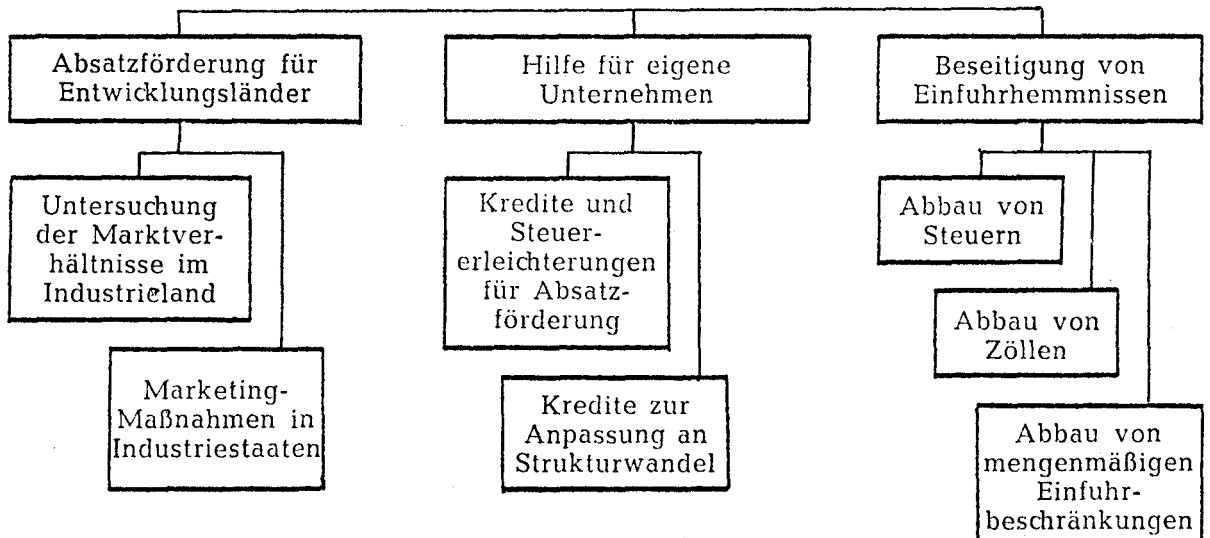 Absatzförderung für
Entwicklungsländer
Hilfe für eigene
Unternehmen
Beseitigung von
Einfuhrhemmnissen
Untersuchung
der Marktver-
hältnisse im
Industrieland
Marketing-
Maßnahmen in
Industriestaaten
Kredite und
Steuer-
erleichterungen
für Absatz-
förderung
Kredite zur
Anpassung an
Strukturwandel
Abbau von
Steuern
Abbau von
Zöllen
Abbau von
mengenmäßigen
Einfuhr-
beschränkungen